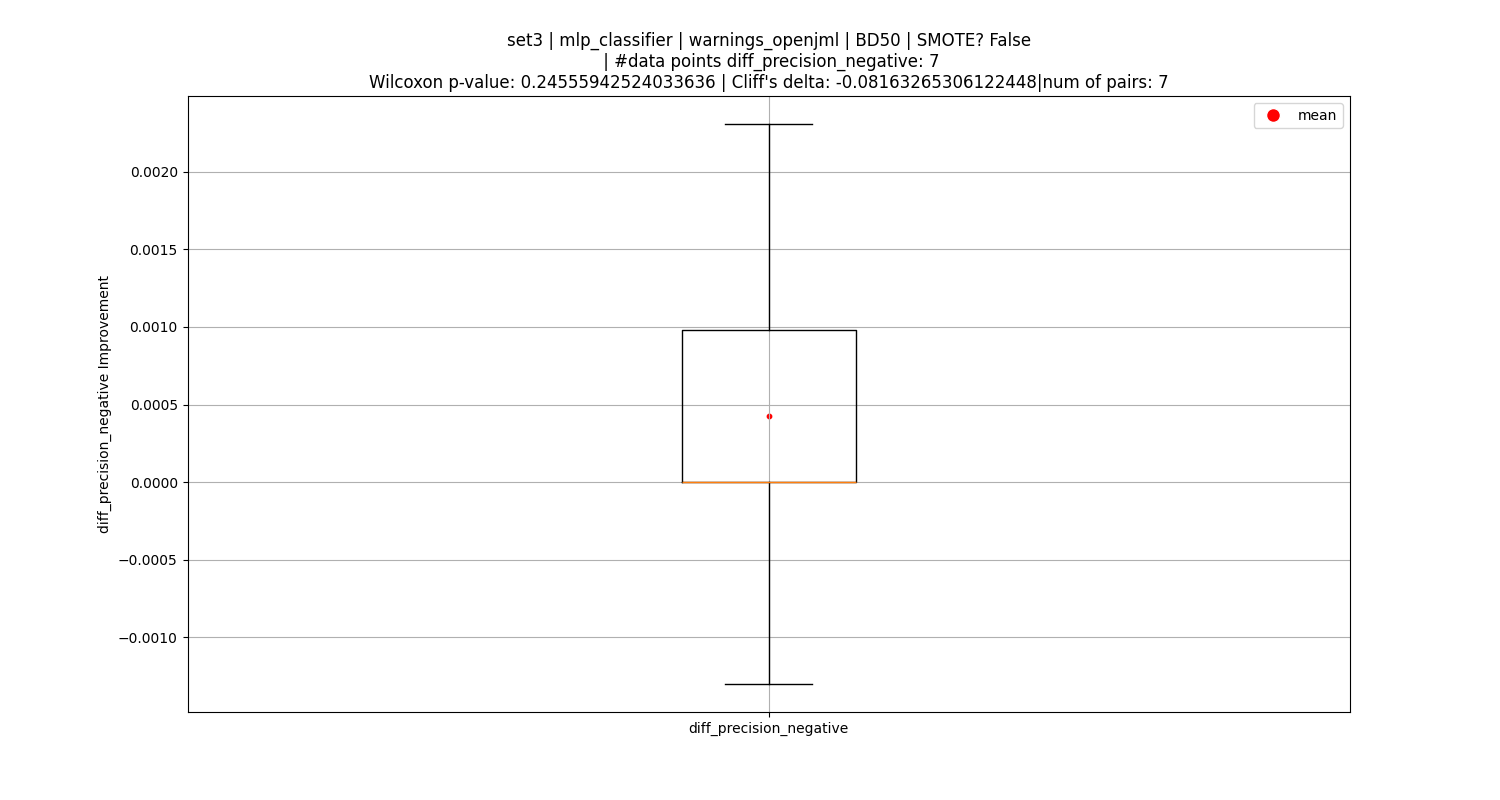 set3 | mlp_classifier | warnings_openjml | BD50 | SMOTE? False
| #data points diff_precision_negative: 7
Wilcoxon p-value: 0.24555942524033636 | Cliff's delta: -0.08163265306122448|num of pairs: 7
mean
0.0020
0.0015
0.0010
0.0005
0.0000
−0.0005
−0.0010
diff_precision_negative Improvement
diff_precision_negative